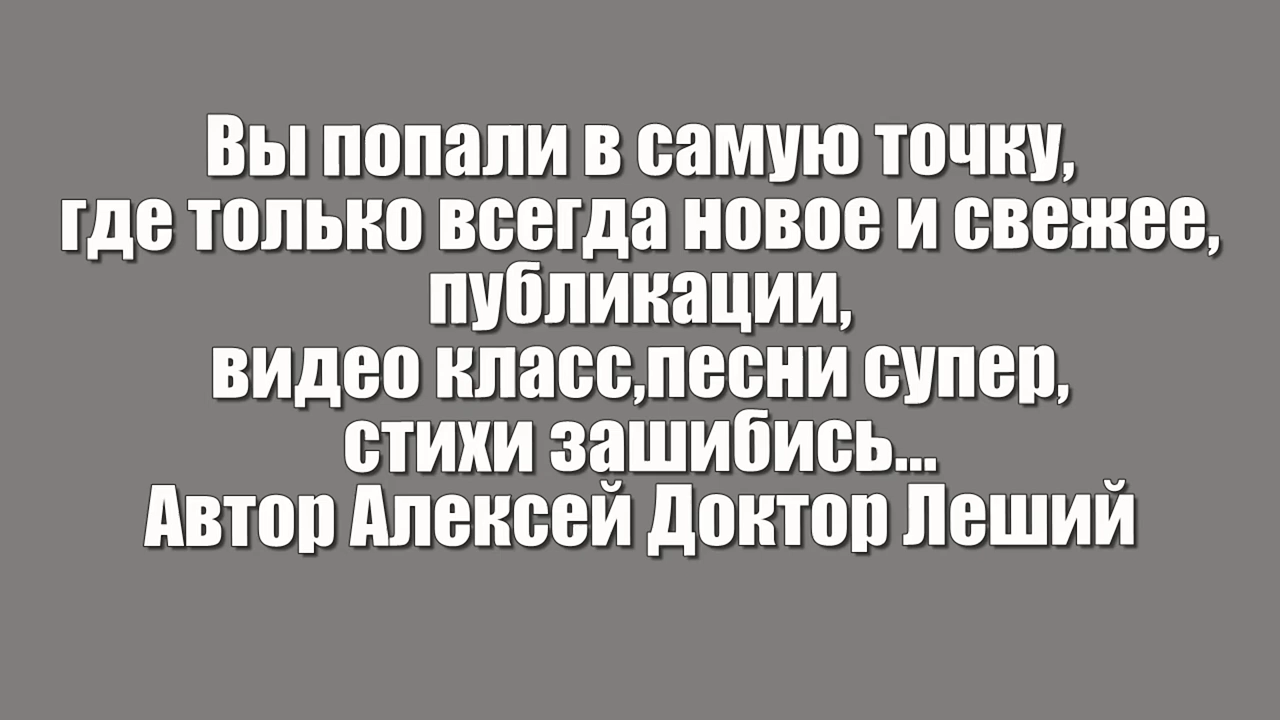 Вы попали в самую точку,
где только всегда новое и свежее,
публикации,
видео класс,песни супер,
стихи зашибись...
Автор Алексей Доктор Леший